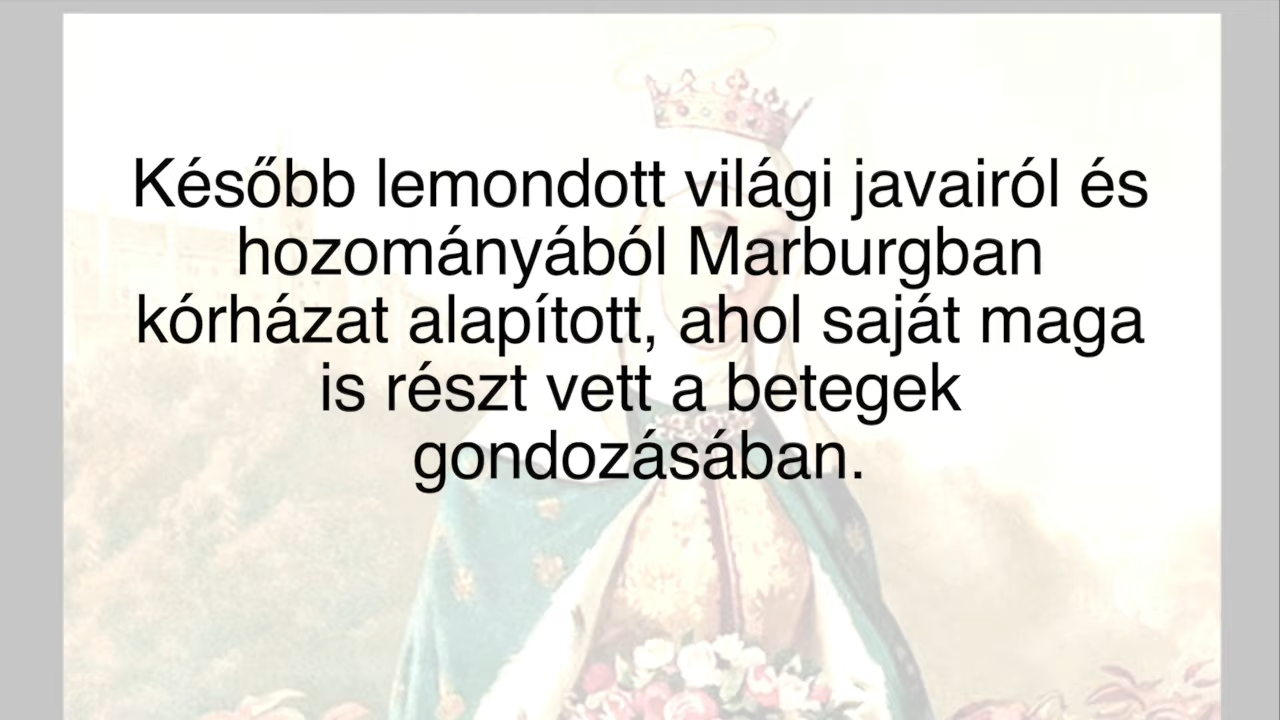 Később lemondott világi javairól és
hozományából Marburgban
kórházat alapított, ahol saját maga
is részt vett a betegek
gondozásában.